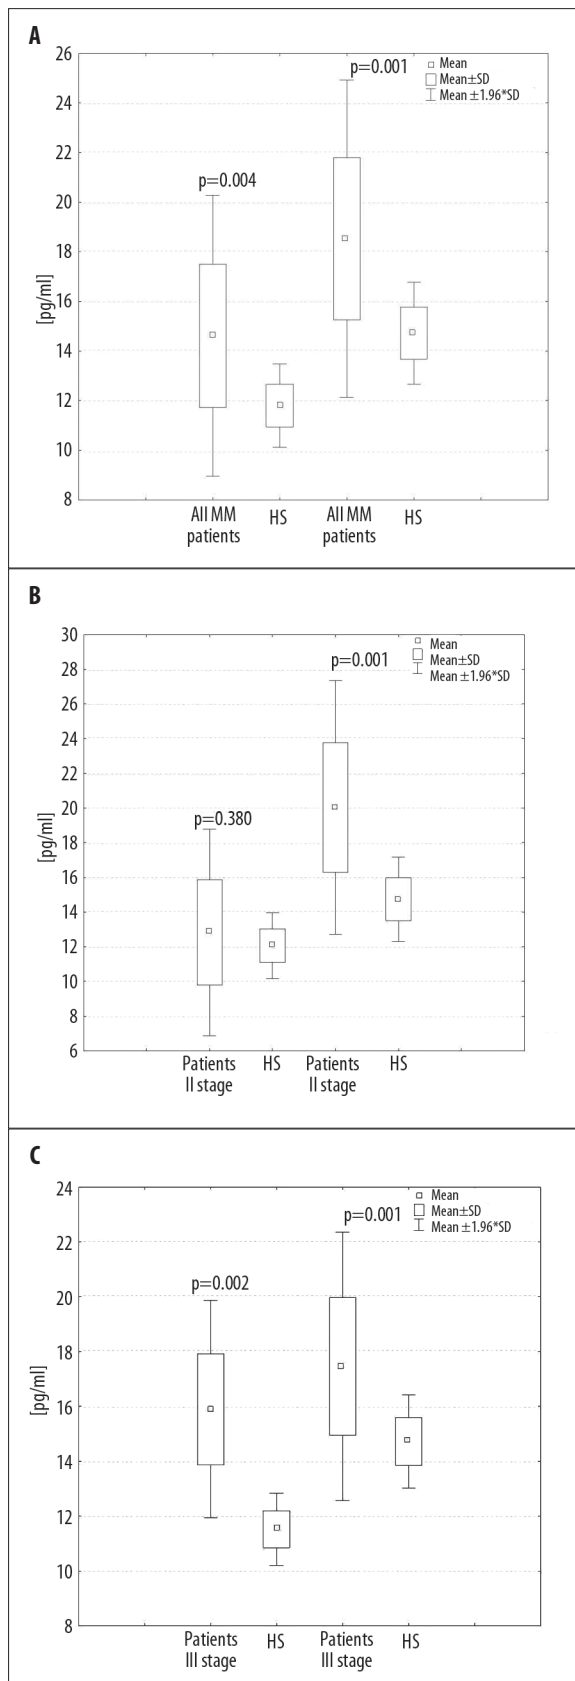 A
26
24
22
20
18
16
14
12
10
8
[pg/ml]
p=0.004
p=0.001
Mean
Mean±SD
Mean ±1.96*SD
All MM patients
HS
All MM patients
HS
B
30
28
26
24
22
20
18
16
14
12
10
8
6
[pg/ml]
p=0.380
p=0.001
Mean
Mean±SD
Mean ±1.96*SD
Patients II stage
HS
Patients II stage
HS
C
24
22
20
18
16
14
12
10
8
[pg/ml]
p=0.002
p=0.001
Mean
Mean±SD
Mean ±1.96*SD
Patients III stage
HS
Patients III stage
HS